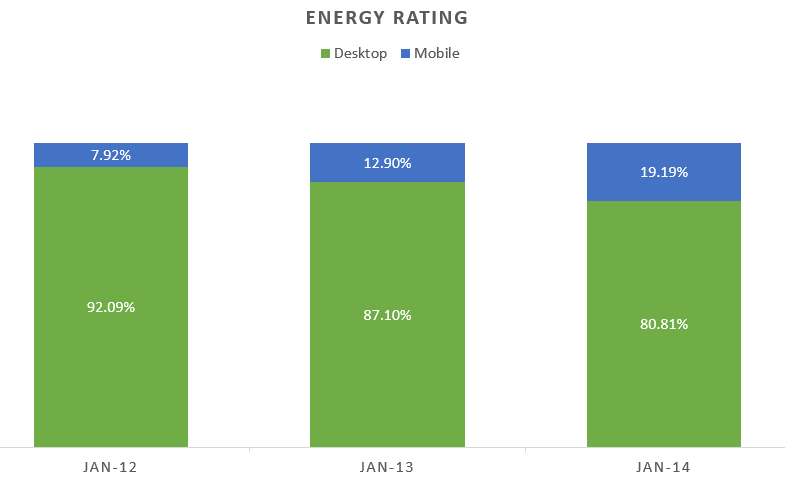 ENERGY RATING
Desktop Mobile
7.92% 12.90% 19.19%
92.09% 87.10% 80.81%
JAN-12 JAN-13 JAN-14